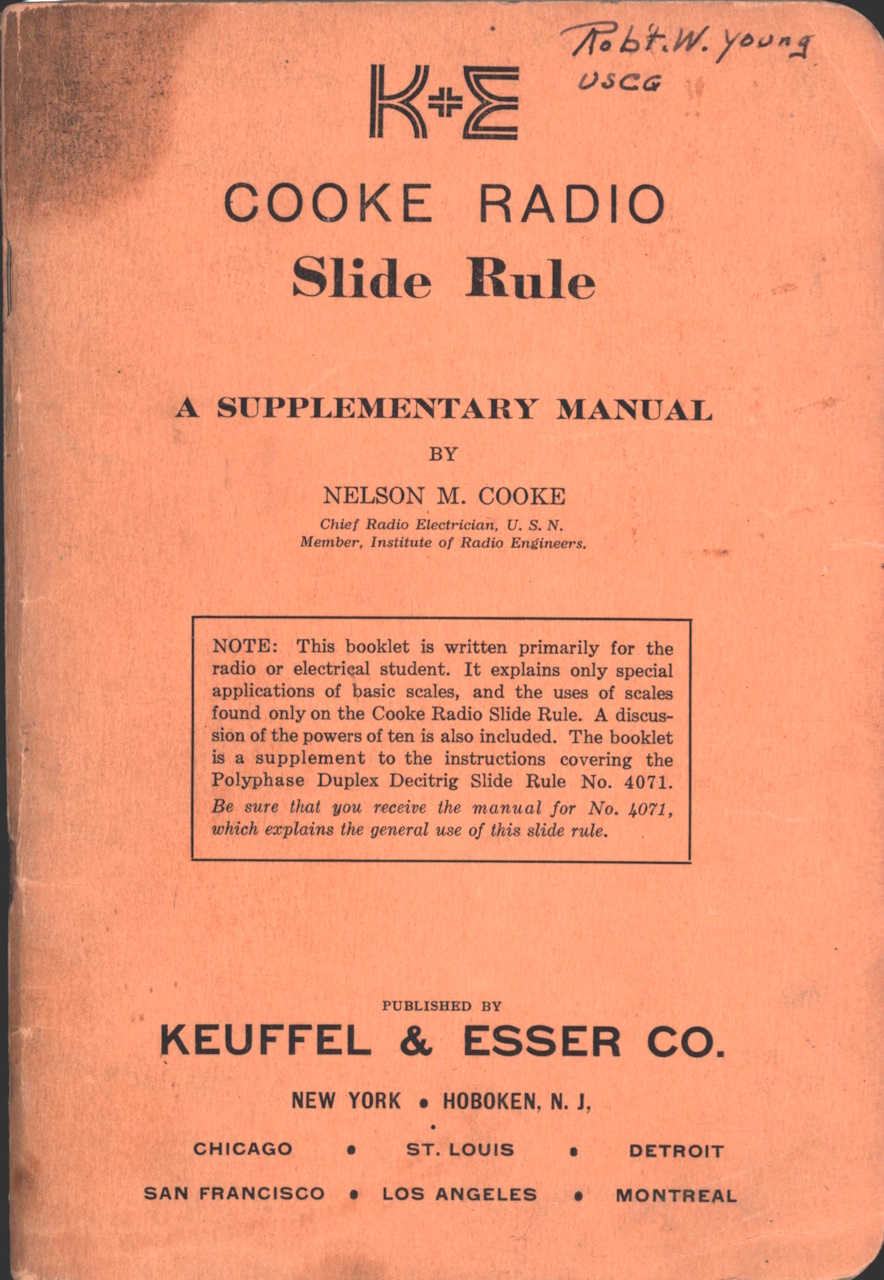 Robt. W. Young
USCG
K+E
COOKE RADIO
Slide Rule
A SUPPLEMENTARY MANUAL
BY
NELSON M. COOKE
Chief Radio Electrician, U. S. N.
Member, Institute of Radio Engineers.
NOTE: This booklet is written primarily for the
radio or electrical student. It explains only special
applications of basic scales, and the uses of scales
found only on the Cooke Radio Slide Rule. A discus-
sion of the powers of ten is also included. The booklet
is a supplement to the instructions covering the
Polyphase Duplex Decitrig Slide Rule No. 4071.
Be sure that you receive the manual for No. 4071,
which explains the general use of this slide rule.
PUBLISHED BY
KEUFFEL & ESSER CO.
NEW YORK • HOBOKEN, N. J,
CHICAGO • ST. LOUIS • DETROIT
SAN FRANCISCO • LOS ANGELES • MONTREAL